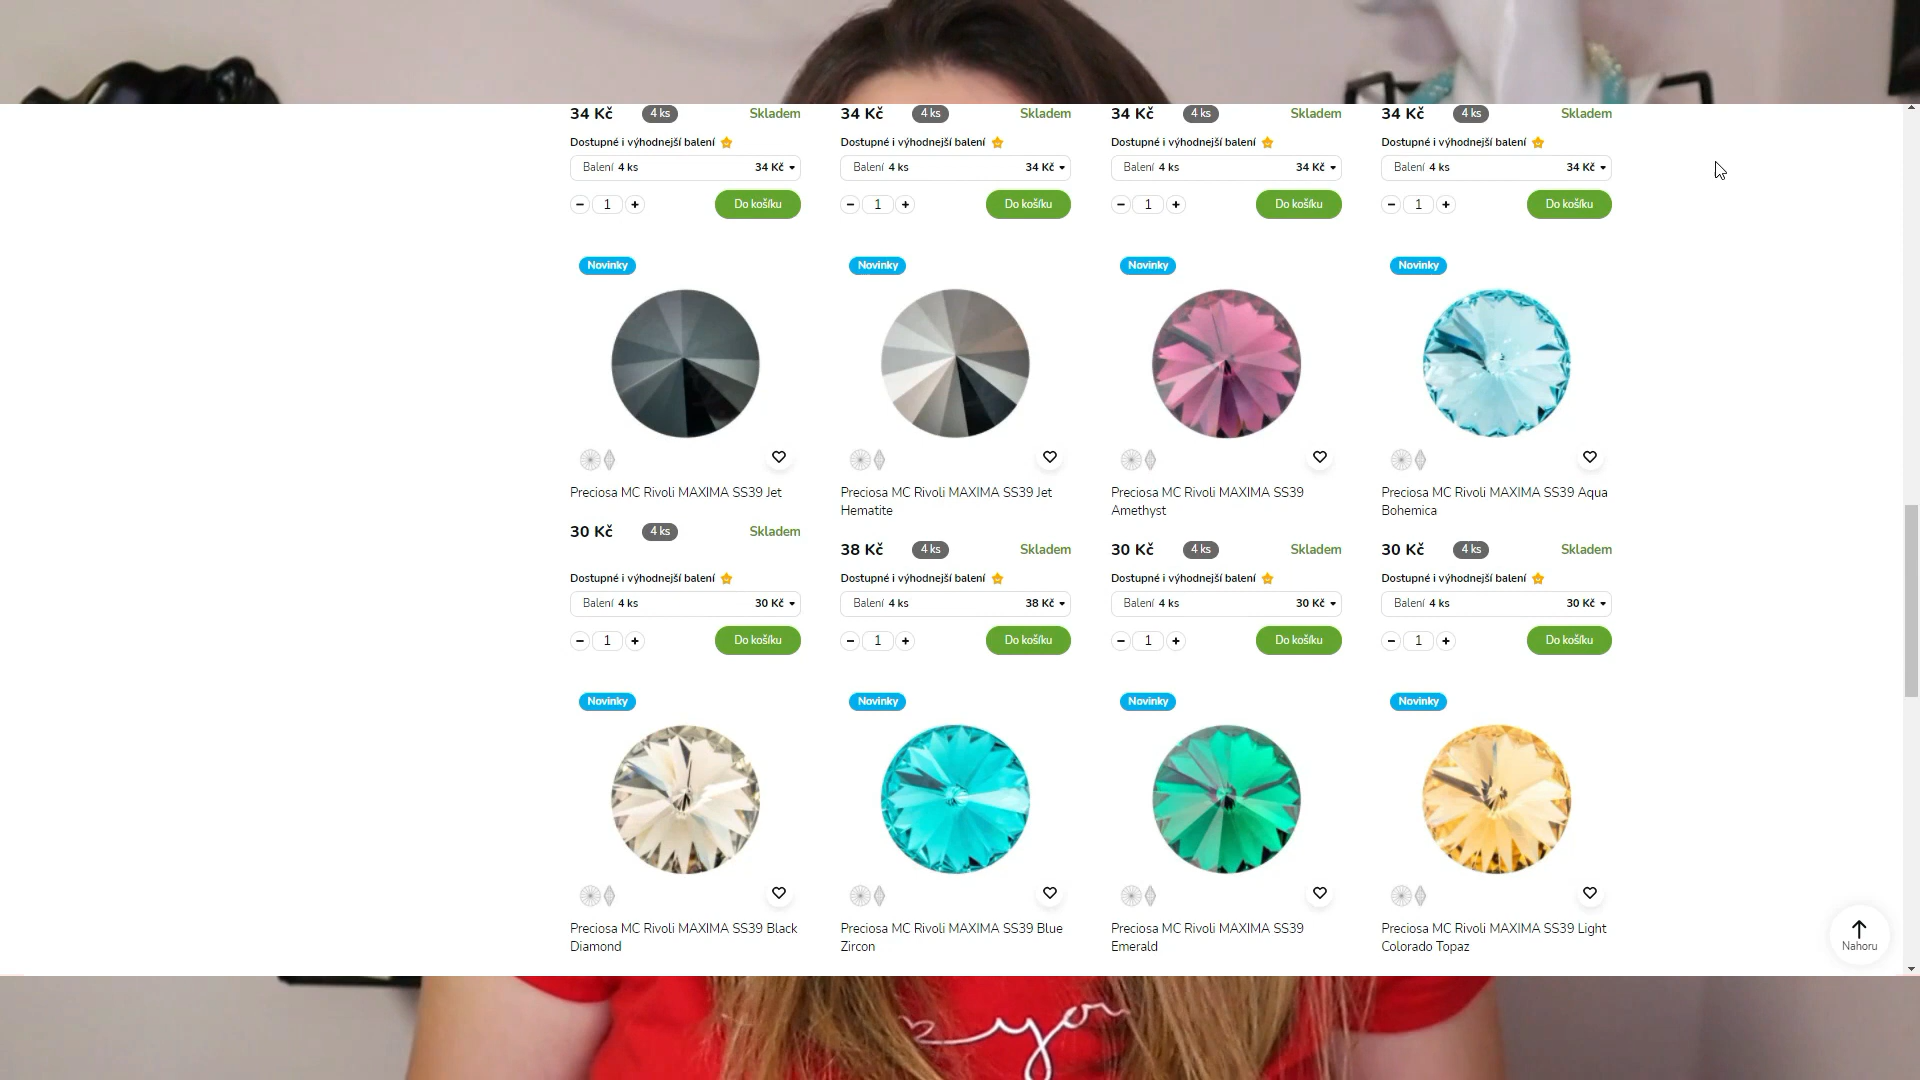 34 Kč 4 ks Skladem 34 Kč 4 ks Skladem 34 Kč 4 ks Skladem 34 Kč 4 ks Skladem
Dostupné i výhodnejší balení Dostupné i výhodnejší balení Dostupné i výhodnejší balení Dostupné i výhodnejší balení
Balení 4 ks 34 Kč Balení 4 ks 34 Kč Balení 4 ks 34 Kč Balení 4 ks 34 Kč
− 1 + Do košíku − 1 + Do košíku − 1 + Do košíku − 1 + Do košíku
Novinky Novinky Novinky Novinky
Preciosa MC Rivoli MAXIMA SS39 Jet
Preciosa MC Rivoli MAXIMA SS39 Jet
Hematite
Preciosa MC Rivoli MAXIMA SS39
Amethyst
Preciosa MC Rivoli MAXIMA SS39 Aqua
Bohemica
30 Kč 4 ks Skladem
38 Kč 4 ks Skladem 30 Kč 4 ks Skladem 30 Kč 4 ks Skladem
Dostupné i výhodnejší balení Dostupné i výhodnejší balení Dostupné i výhodnejší balení Dostupné i výhodnejší balení
Balení 4 ks 30 Kč Balení 4 ks 38 Kč Balení 4 ks 30 Kč Balení 4 ks 30 Kč
− 1 + Do košíku − 1 + Do košíku − 1 + Do košíku − 1 + Do košíku
Novinky Novinky Novinky Novinky
Preciosa MC Rivoli MAXIMA SS39 Black
Diamond
Preciosa MC Rivoli MAXIMA SS39 Blue
Zircon
Preciosa MC Rivoli MAXIMA SS39
Emerald
Preciosa MC Rivoli MAXIMA SS39 Light
Colorado Topaz
Nahoru
you